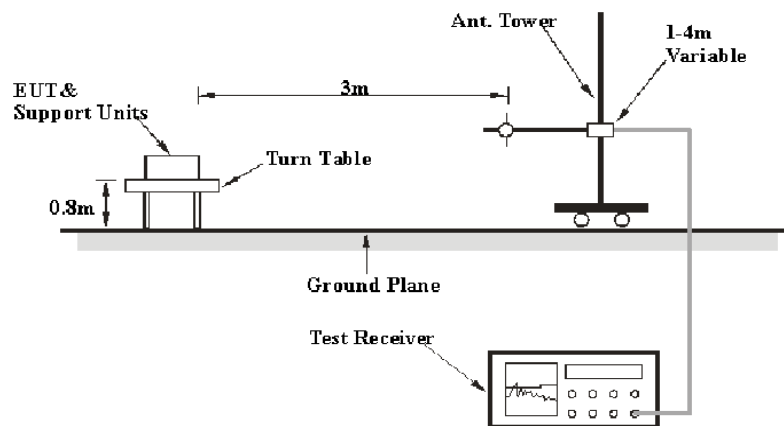 Ant. Tower
1-4m
Variable
EUT&
Support Units
3m
Turn Table
0.8m
Ground Plane
Test Receiver